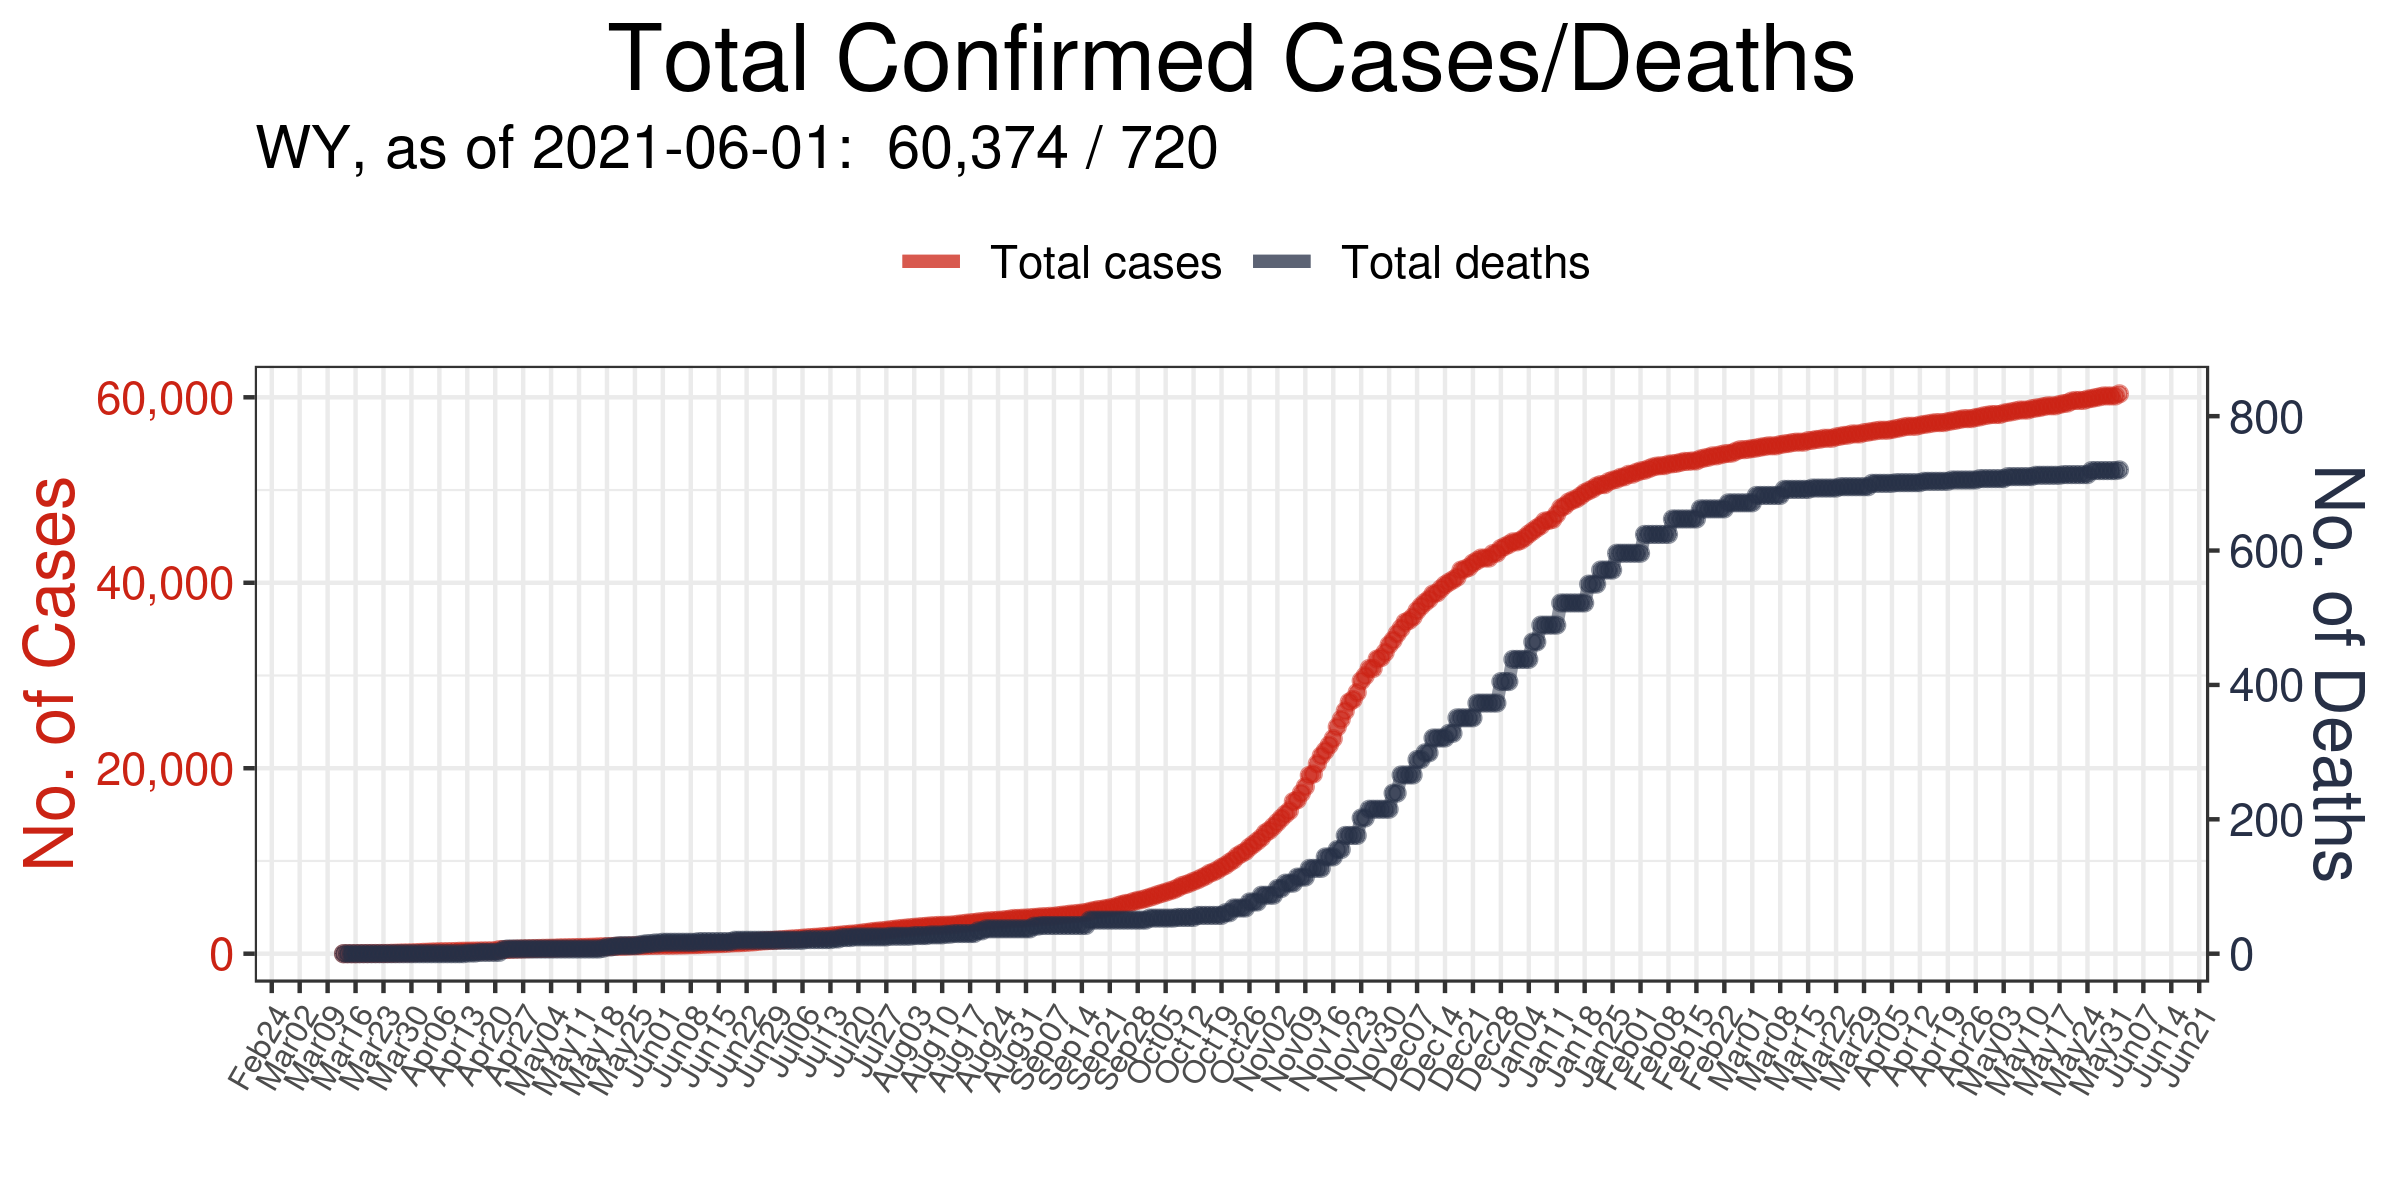 Total Confirmed Cases/Deaths
WY, as of 2021-06-01:  60,374 / 720
Total cases
Total deaths
No. of Cases
60,000
40,000
20,000
0
800
600
400
200
0
No. of Deaths
Feb24
Mar02
Mar09
Mar16
Mar23
Mar30
Apr06
Apr13
Apr20
Apr27
May04
May11
May18
May25
Jun01
Jun08
Jun15
Jun22
Jun29
Jul06
Jul13
Jul20
Jul27
Aug03
Aug10
Aug17
Aug24
Aug31
Sep07
Sep14
Sep21
Sep28
Oct05
Oct12
Oct19
Oct26
Nov02
Nov09
Nov16
Nov23
Nov30
Dec07
Dec14
Dec21
Dec28
Jan04
Jan11
Jan18
Jan25
Feb01
Feb08
Feb15
Feb22
Mar01
Mar08
Mar15
Mar22
Mar29
Apr05
Apr12
Apr19
Apr26
May03
May10
May17
May24
May31
Jun07
Jun14
Jun21